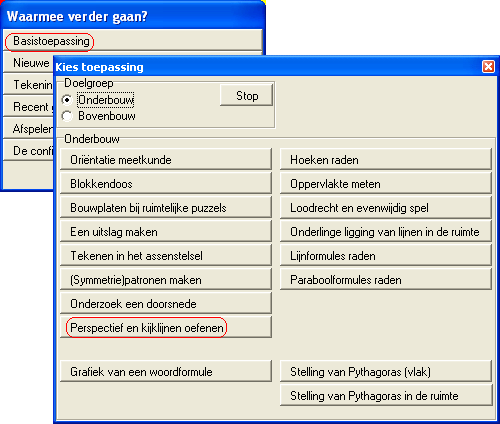 Waarmee verder gaan?
Basistoepassing
Nieuwe
Tekenin
Recent
Afspelen
De confi
Kies toepassing
Doelgroep
Onderbouw
Stop
Bovenbouw
Onderbouw
Oriëntatie meetkunde
Hoeken raden
Blokkendoos
Oppervlakte meten
Bouwplaten bij ruimtelijke puzzels
Loodrecht en evenwijdig spel
Een uitslag maken
Onderlinge ligging van lijnen in de ruimte
Tekenen in het assenstelsel
Lijnformules raden
(Symmetrie)patronen maken
Paraboolformules raden
Onderzoek een doorsnede
Perspectief en kijklijnen oefenen
Grafiek van een woordformule
Stelling van Pythagoras (vlak)
Stelling van Pythagoras in de ruimte